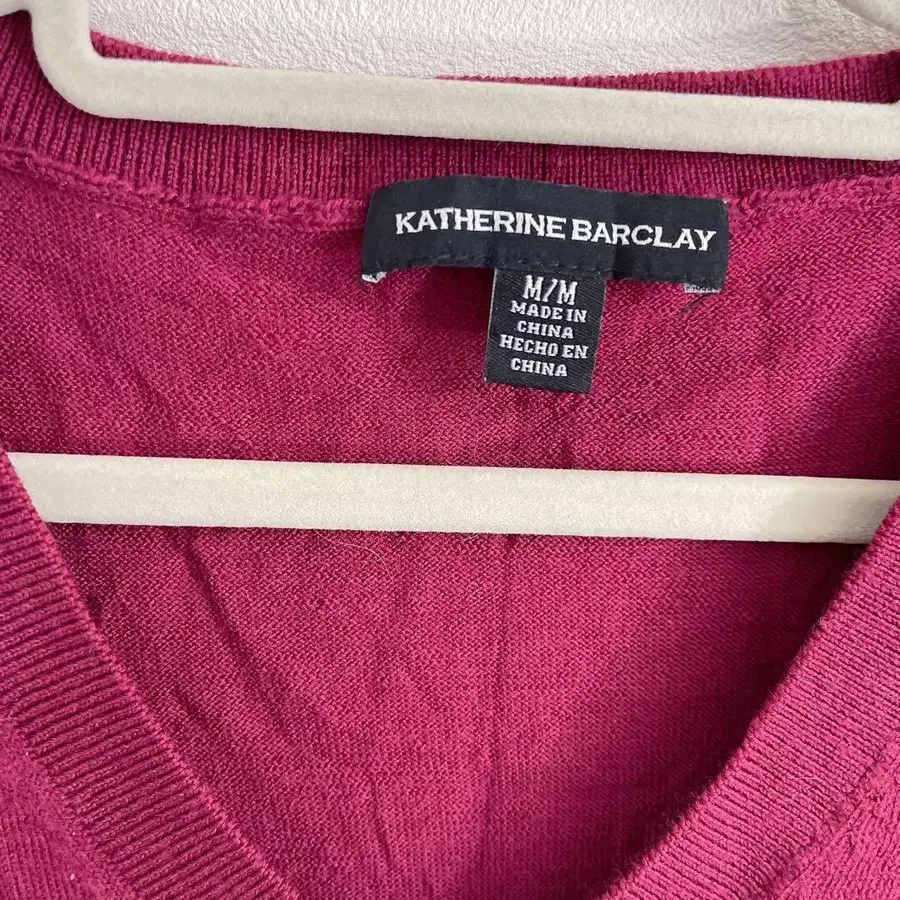 KATHERINE BARCLAY
M/M
MADE IN
CHINA
HECHO EN
CHINA